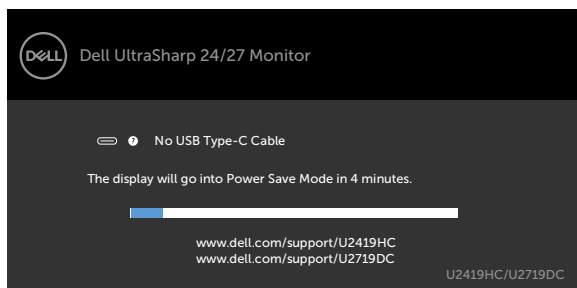 DELL
Dell UltraSharp 24/27 Monitor
? No USB Type-C Cable
The display will go into Power Save Mode in 4 minutes.
www.dell.com/support/U2419HC
www.dell.com/support/U2719DC
U2419HC/U2719DC